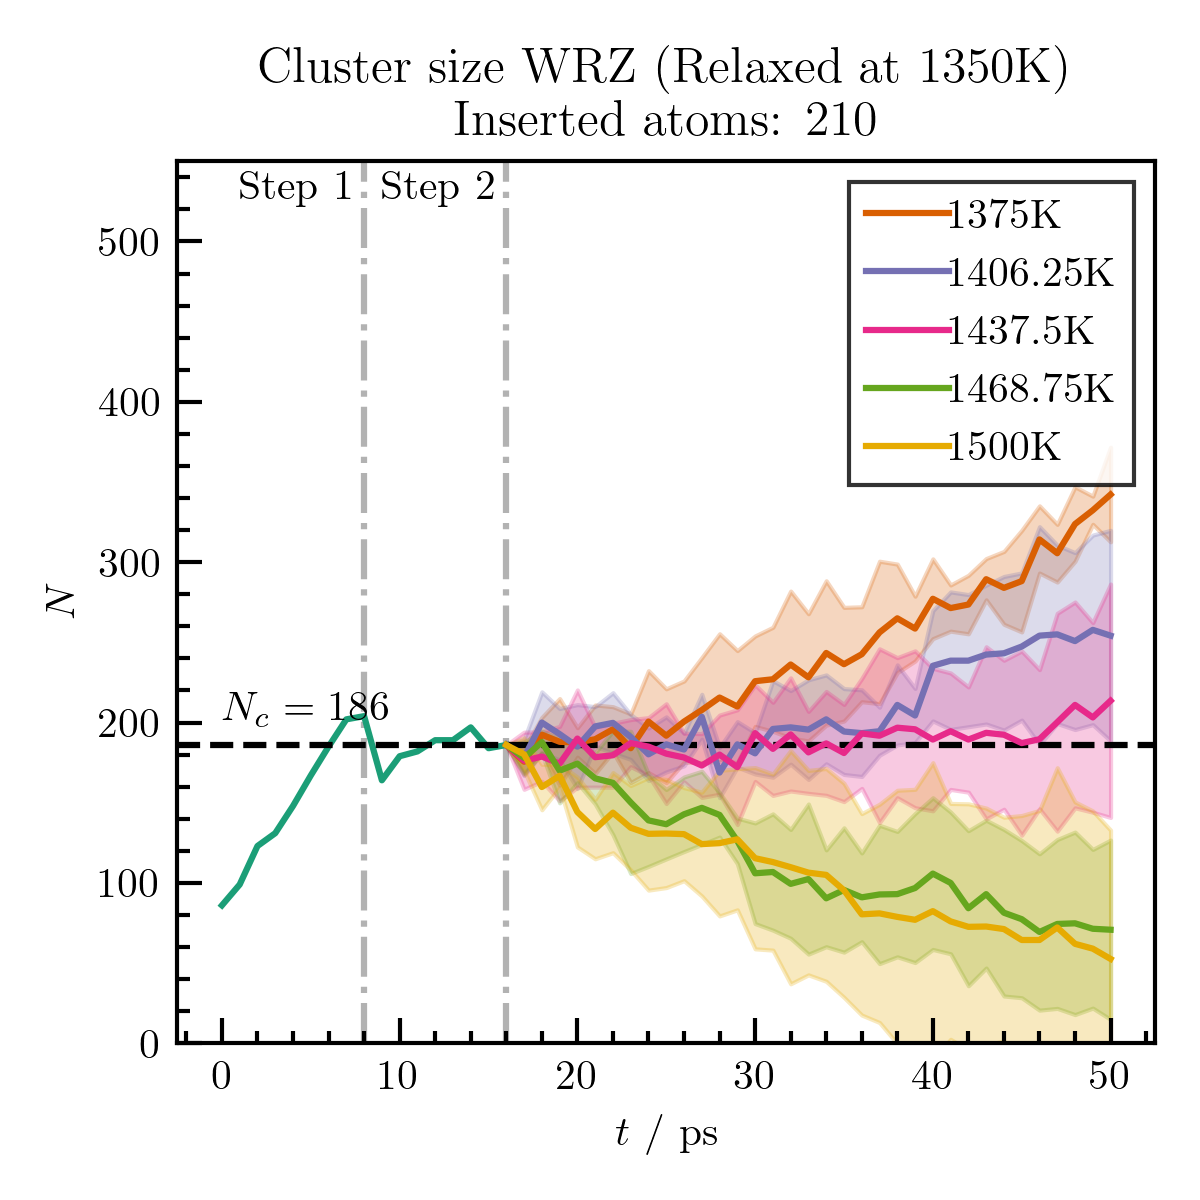 Cluster size WRZ (Relaxed at 1350K)
Inserted atoms: 210
Step 1
Step 2
1375K
1406.25K
1437.5K
1468.75K
1500K
500
400
300
200
100
0
N
N_c = 186
0
10
20
30
40
50
t / ps